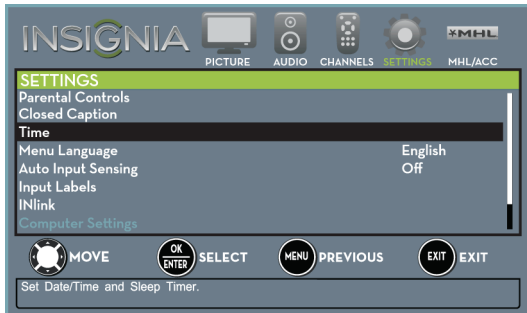 INSIGNIA
PICTURE AUDIO CHANNELS SETTINGS MHL MHL/ACC
SETTINGS
Parental Controls
Closed Caption
Time
Menu Language English
Auto Input Sensing Off
Input Labels
INlink
Computer Settings
MOVE OK ENTER SELECT MENU PREVIOUS EXIT EXIT
Set Date/Time and Sleep Timer.